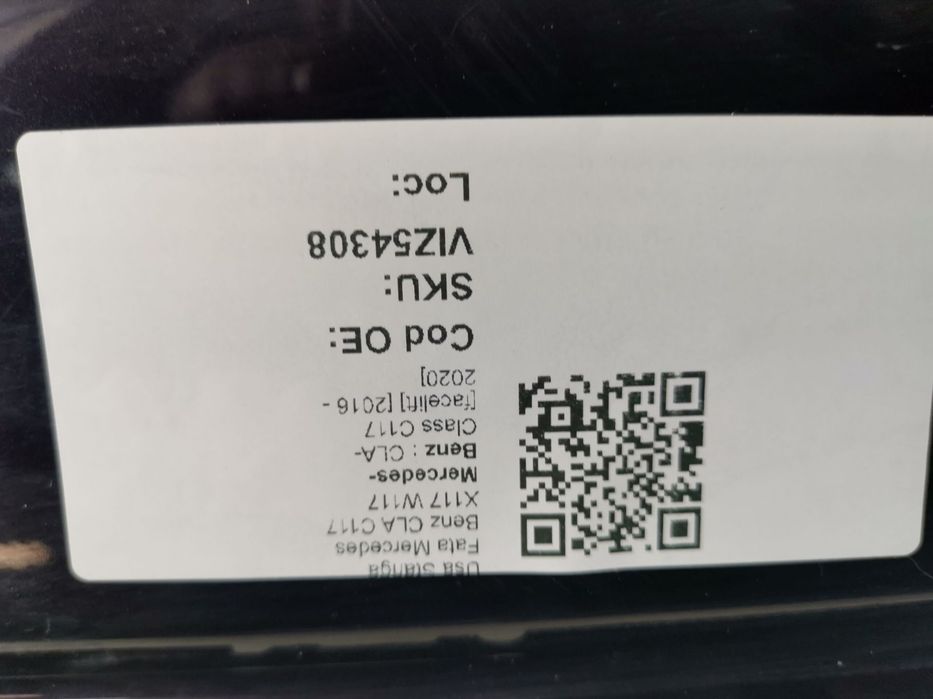 Usa Stanga
Fata Mercedes
Benz CLA C117
X117 W117
Mercedes-
Benz : CLA-
Class C117
[facelift] [2016 -
2020]
Cod OE:
SKU:
VIZ54308
Loc: